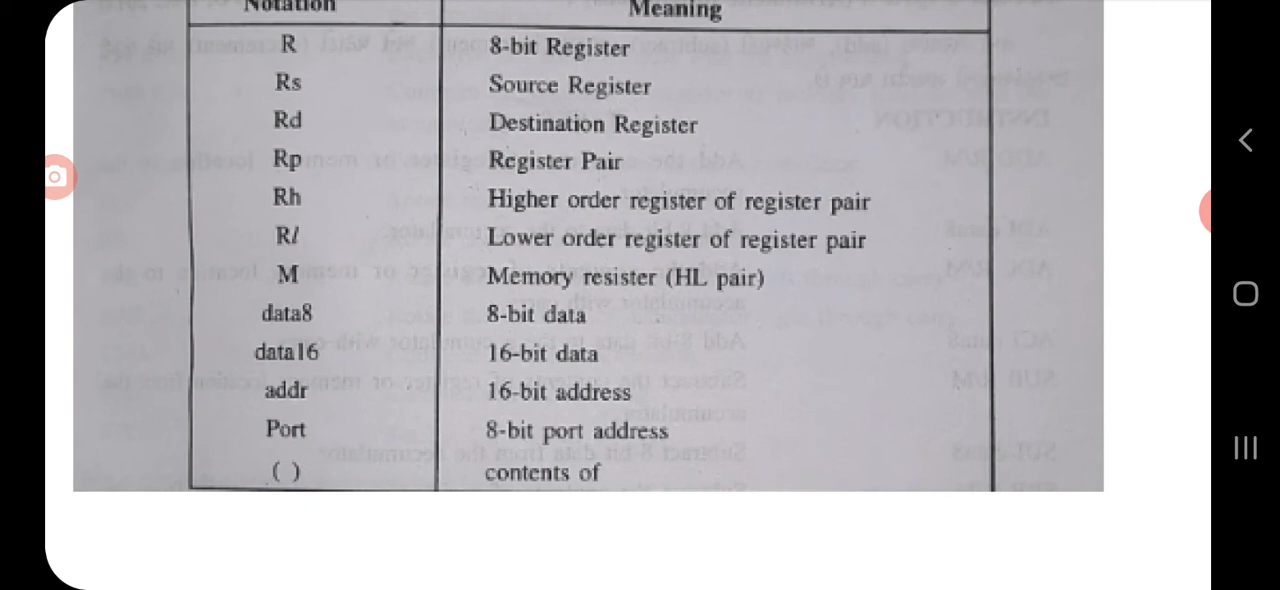 Notation Meaning
R 8-bit Register
Rs Source Register
Rd Destination Register
Rp Register Pair
Rh Higher order register of register pair
Rl Lower order register of register pair
M Memory resister (HL pair)
data8 8-bit data
data16 16-bit data
addr 16-bit address
Port 8-bit port address
( ) contents of